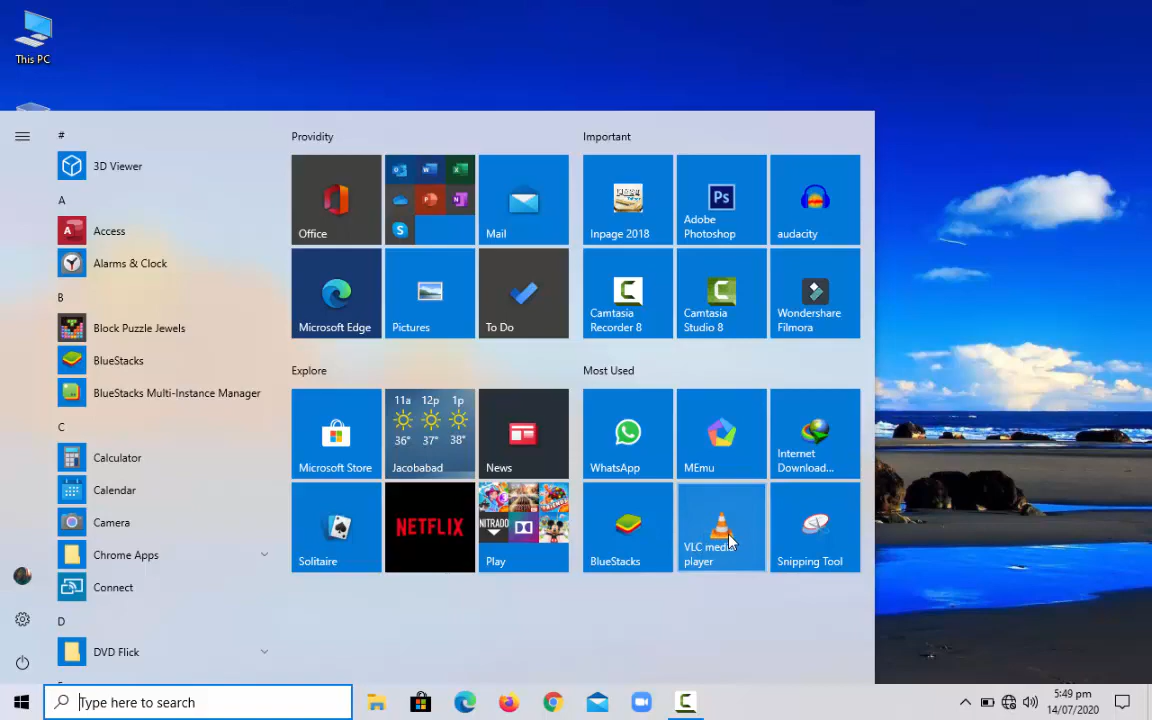 This PC
#
3D Viewer
A
Access
Alarms & Clock
B
Block Puzzle Jewels
BlueStacks
BlueStacks Multi-Instance Manager
C
Calculator
Calendar
Camera
Chrome Apps
Connect
D
DVD Flick
Providity
Office
Mail
Microsoft Edge
Pictures
To Do
Important
Inpage 2018
Ps
Adobe
Photoshop
audacity
Camtasia
Recorder 8
Camtasia
Studio 8
Wondershare
Filmora
Explore
Microsoft Store
11a 12p 1p
36° 37° 38°
Jacobabad
News
Solitaire
NETFLIX
NITRADO
Play
Most Used
WhatsApp
MEmu
Internet
Download...
BlueStacks
VLC media
player
Snipping Tool
Type here to search
5:49 pm
14/07/2020